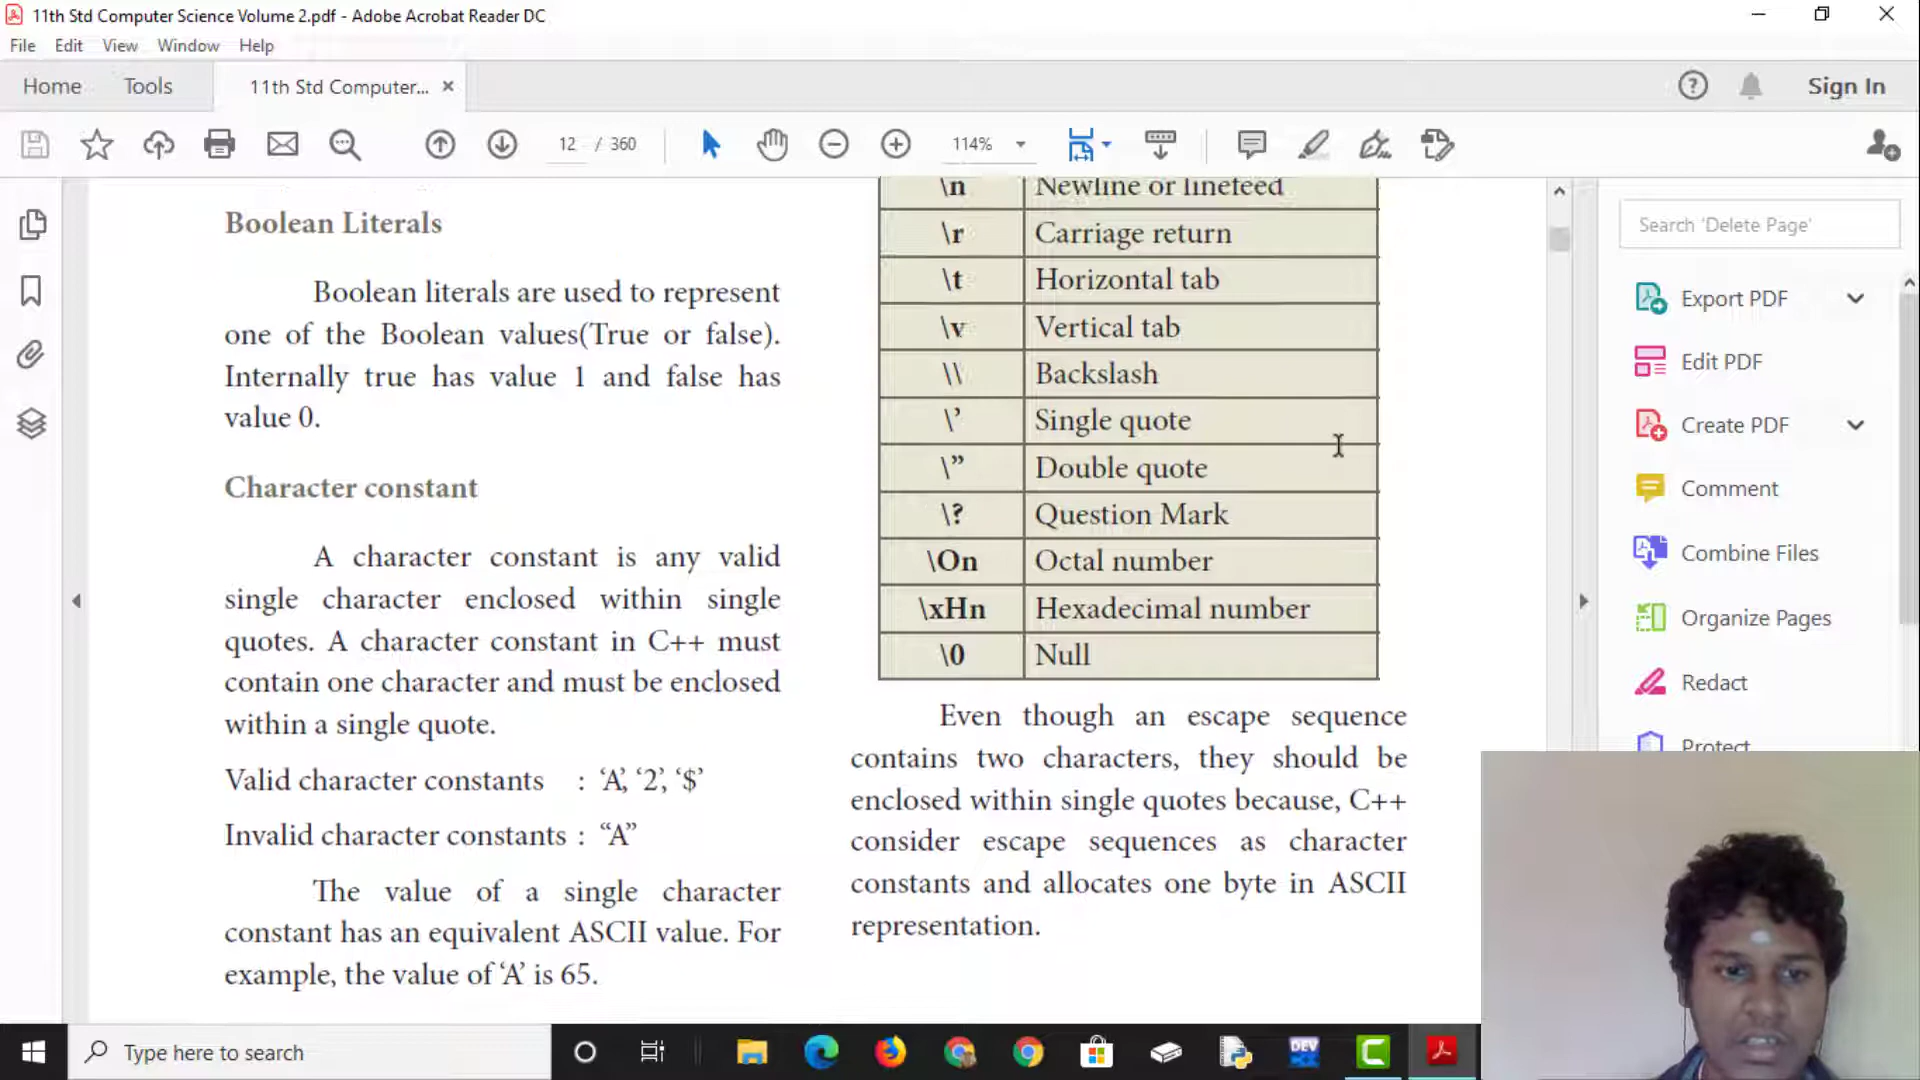 11th Std Computer Science Volume 2.pdf - Adobe Acrobat Reader DC
File Edit View Window Help
Home Tools 11th Std Computer... × Sign In
12 / 360 114%
Boolean Literals
Boolean literals are used to represent
one of the Boolean values(True or false).
Internally true has value 1 and false has
value 0.
Character constant
A character constant is any valid
single character enclosed within single
quotes. A character constant in C++ must
contain one character and must be enclosed
within a single quote.
Valid character constants : ‘A’, ‘2’, ‘$’
Invalid character constants : “A”
The value of a single character
constant has an equivalent ASCII value. For
example, the value of ‘A’ is 65.
\n Newline or linefeed
\r Carriage return
\t Horizontal tab
\v Vertical tab
\\ Backslash
\’ Single quote
\” Double quote
\? Question Mark
\On Octal number
\xHn Hexadecimal number
\0 Null
Even though an escape sequence
contains two characters, they should be
enclosed within single quotes because, C++
consider escape sequences as character
constants and allocates one byte in ASCII
representation.
Search 'Delete Page'
Export PDF
Edit PDF
Create PDF
Comment
Combine Files
Organize Pages
Redact
Protect
Type here to search
DEV